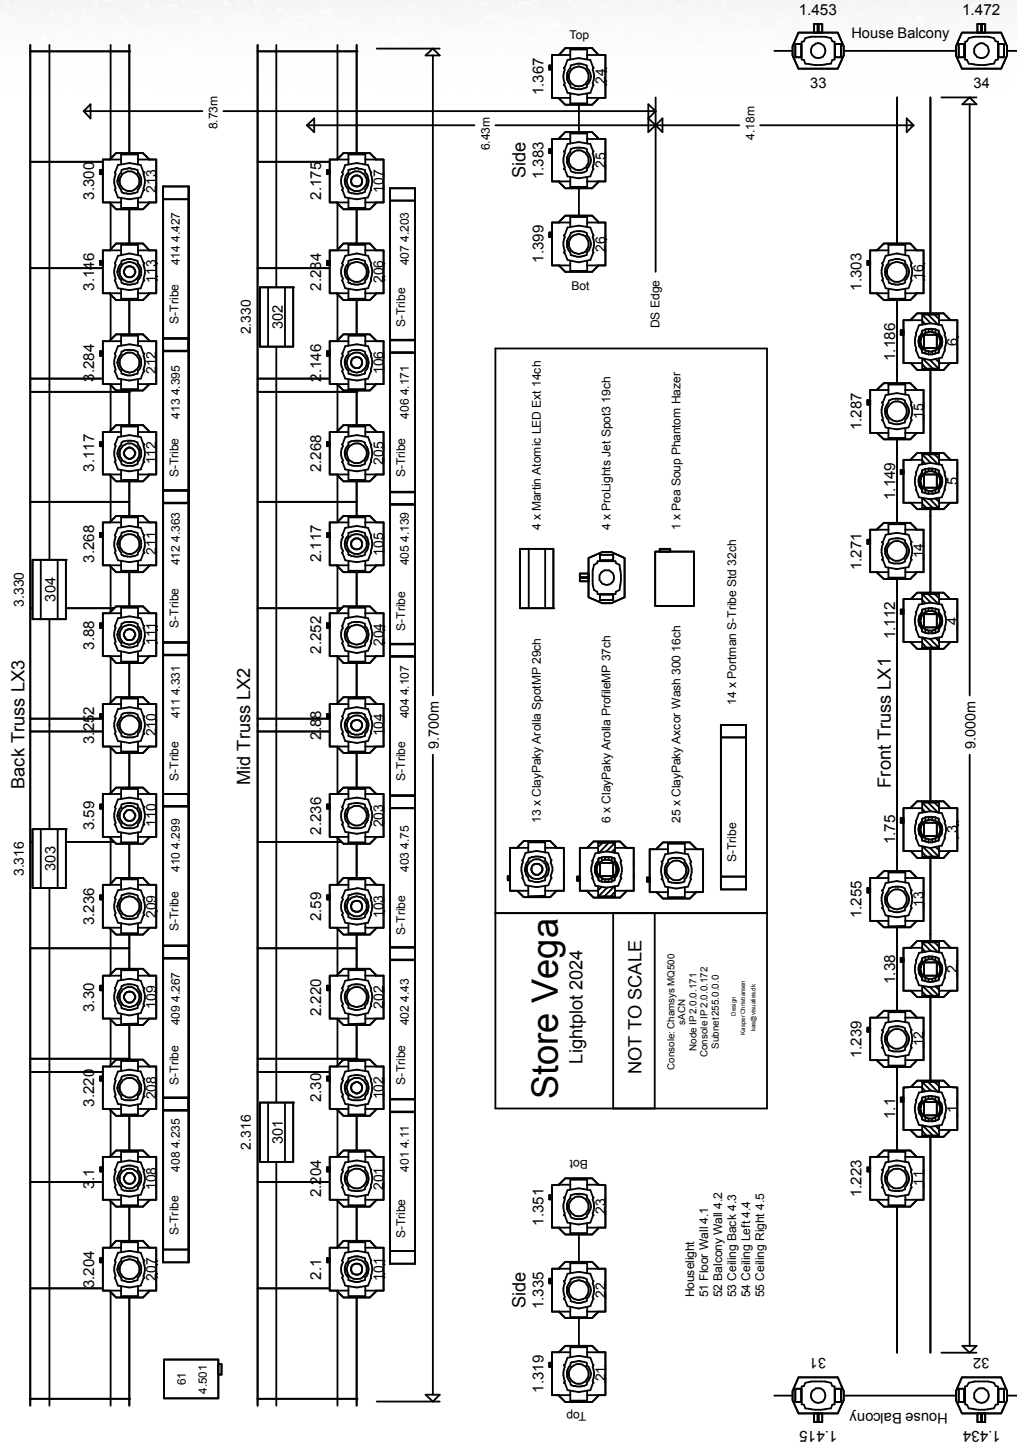 Back Truss LX3
3.316
303
3.330
304
3.204
207
3.1
108
3.220
208
3.30
109
3.236
209
3.59
110
3.252
210
3.88
111
3.268
211
3.117
112
3.284
212
3.146
113
3.300
213
S-Tribe 408 4.235
S-Tribe 409 4.267
S-Tribe 410 4.299
S-Tribe 411 4.331
S-Tribe 412 4.363
S-Tribe 413 4.395
S-Tribe 414 4.427
61
4.501
8.73m
Mid Truss LX2
2.316
301
2.330
302
2.1
101
2.204
201
2.30
102
2.220
202
2.59
103
2.236
203
2.88
104
2.252
204
2.117
105
2.268
205
2.146
106
2.284
206
2.175
107
S-Tribe 401 4.11
S-Tribe 402 4.43
S-Tribe 403 4.75
S-Tribe 404 4.107
S-Tribe 405 4.139
S-Tribe 406 4.171
S-Tribe 407 4.203
9.700m
6.43m
4.18m
DS Edge
Side
Top
1.319
21
1.335
22
1.351
23
Bot
Side
Bot
1.399
26
1.383
25
1.367
24
Top
Store Vega
Lightplot 2024
NOT TO SCALE
Console: Chamsys MQ500
sACN
Node IP 2.0.0.171
Console IP 2.0.0.172
Subnet 255.0.0.0
Design
Kasper Christiansen
13 x ClayPaky Arolla SpotMP 29ch
6 x ClayPaky Arolla ProfileMP 37ch
25 x ClayPaky Axcor Wash 300 16ch
S-Tribe
14 x Portman S-Tribe Std 32ch
4 x Martin Atomic LED Ext 14ch
4 x ProLights Jet Spot3 19ch
1 x Pea Soup Phantom Hazer
Houselight
51 Floor Wall 4.1
52 Balcony Wall 4.2
53 Ceiling Back 4.3
54 Ceiling Left 4.4
55 Ceiling Right 4.5
Front Truss LX1
1.223
11
1.1
1
1.239
12
1.38
2
1.255
13
1.75
3
1.112
4
1.271
14
1.149
5
1.287
15
1.186
6
1.303
16
9.000m
House Balcony
1.415
31
1.434
32
House Balcony
1.453
33
1.472
34